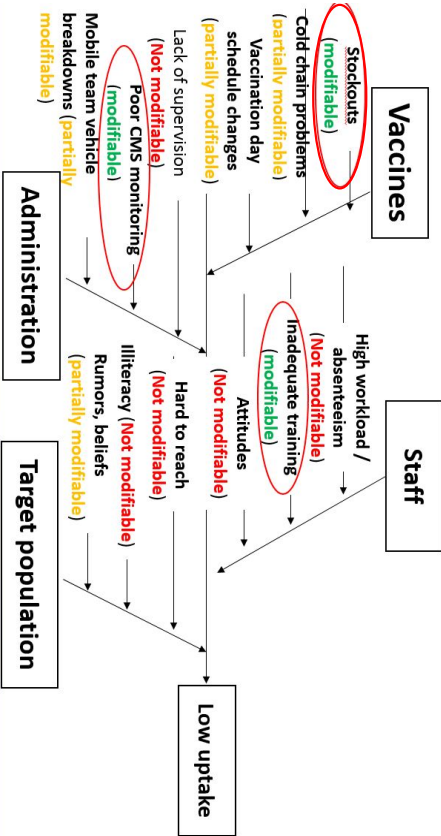 Vaccines
Stockouts
(modifiable)
Cold chain problems
(partially modifiable)
Vaccination day
schedule changes
(partially modifiable)
Staff
High workload /
absenteeism
(Not modifiable)
Inadequate training
(modifiable)
Attitudes
(Not modifiable)
Lack of supervision
(Not modifiable)
Poor CMS monitoring
(modifiable)
Mobile team vehicle
breakdowns (partially
modifiable)
Administration
Hard to reach
(Not modifiable)
Illiteracy (Not modifiable)
Rumors, beliefs
(partially modifiable)
Target population
Low uptake